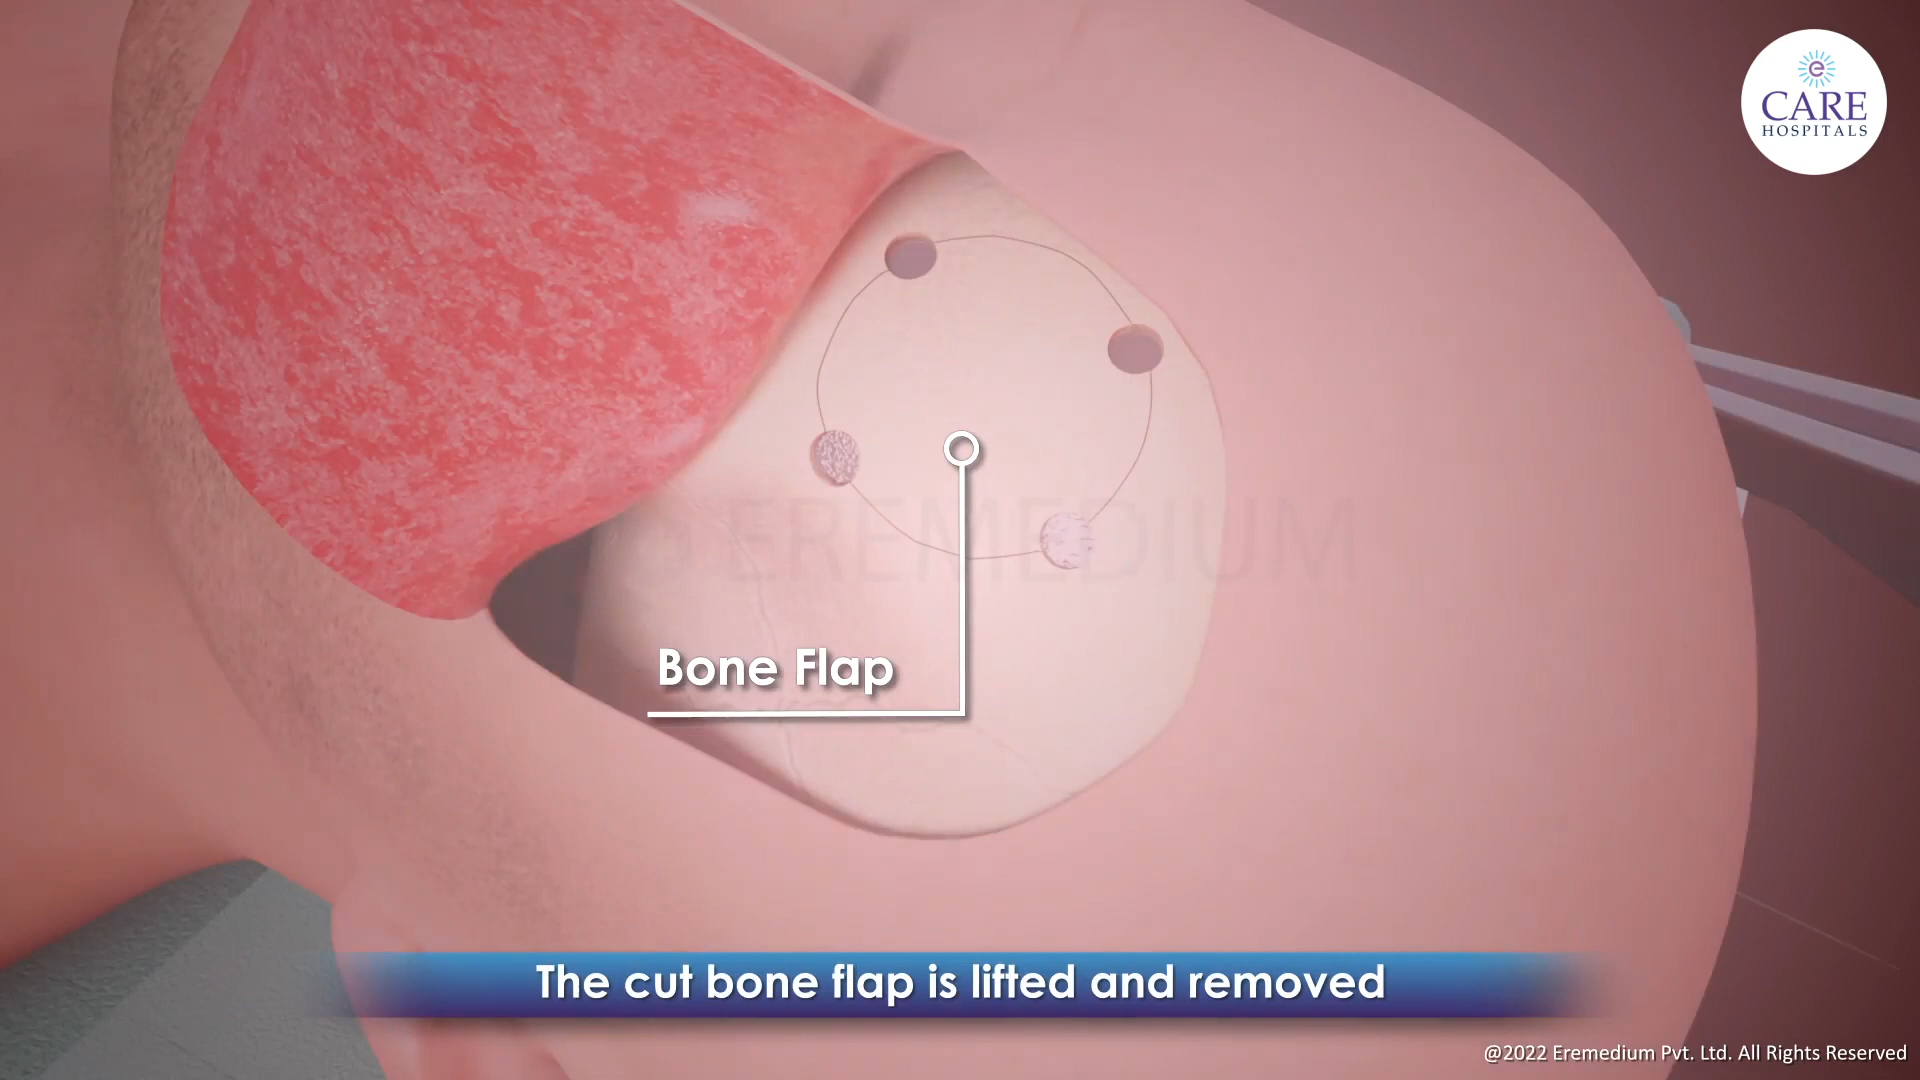 e
CARE
HOSPITALS
EREMEDIUM
Bone Flap
The cut bone flap is lifted and removed
@2022 Eremedium Pvt. Ltd. All Rights Reserved